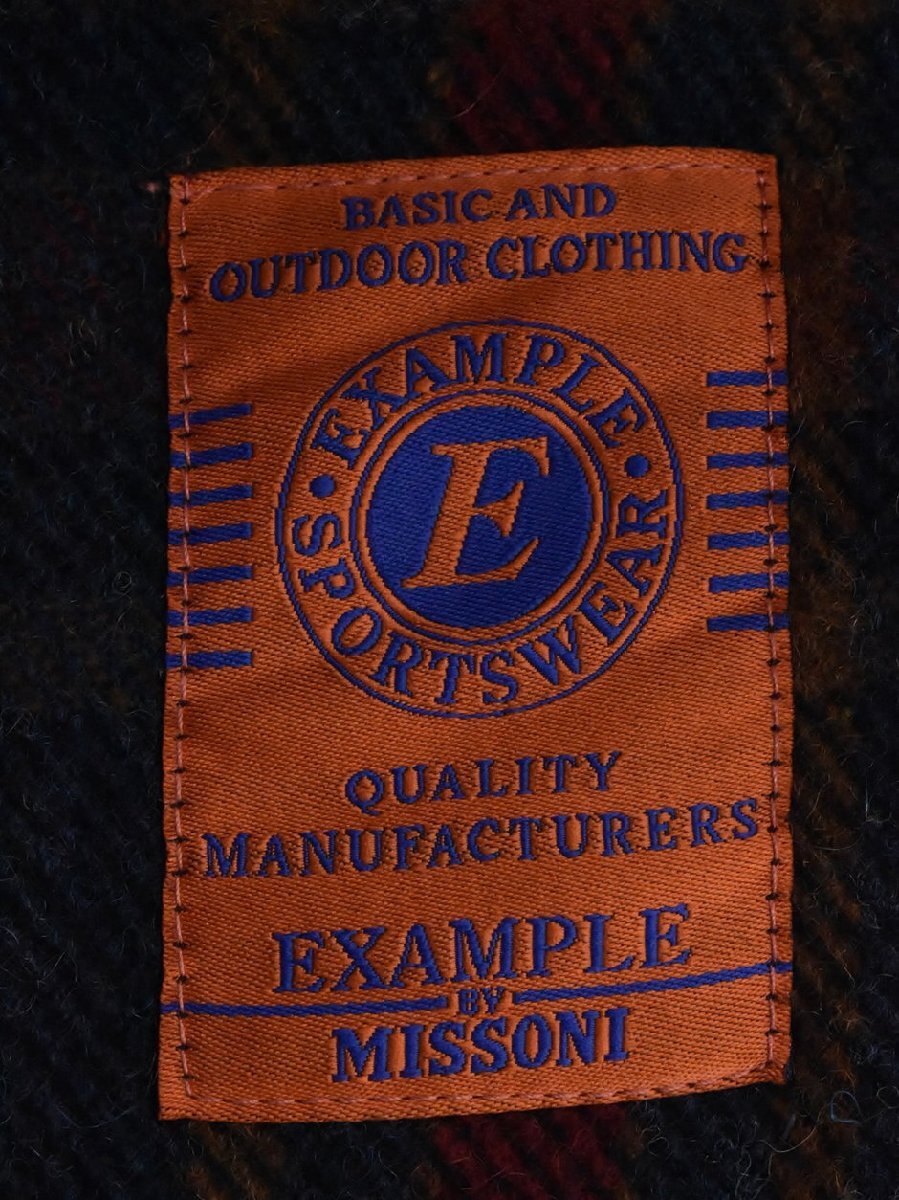 BASIC AND
OUTDOOR CLOTHING
• EXAMPLE •
E
SPORTSWEAR
QUALITY
MANUFACTURERS
EXAMPLE
BY
MISSONI